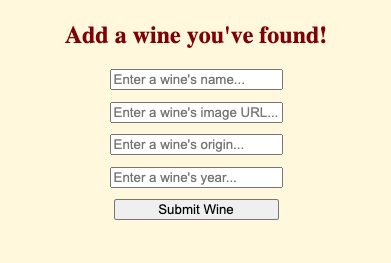 Add a wine you've found!
Enter a wine's name...
Enter a wine's image URL...
Enter a wine's origin...
Enter a wine's year...
Submit Wine